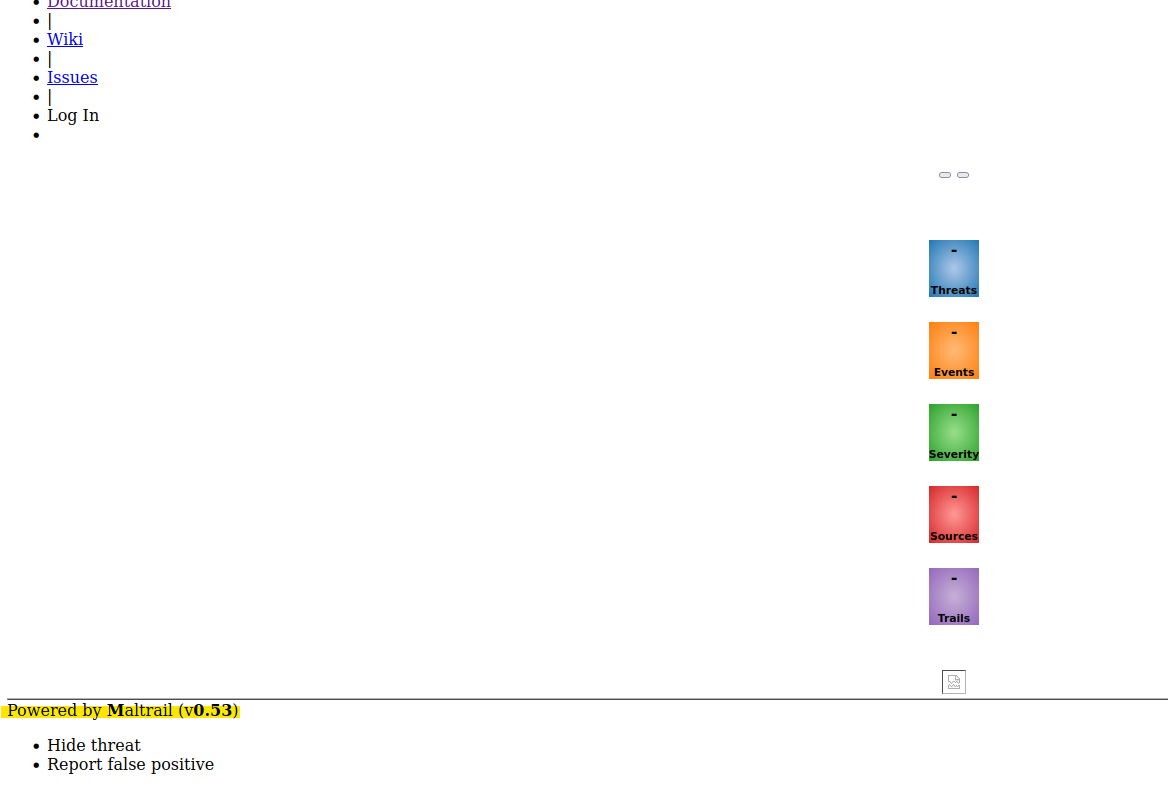 Documentation
|
Wiki
|
Issues
|
Log In
-
Threats
-
Events
-
Severity
-
Sources
-
Trails
Powered by Maltrail (v0.53)
Hide threat
Report false positive